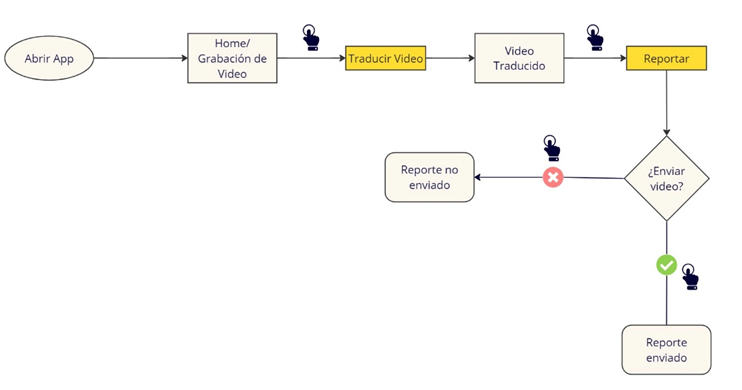 Abrir App
Home/
Grabación de
Video
Traducir Video
Video
Traducido
Reportar
¿Enviar
video?
Reporte no
enviado
Reporte
enviado